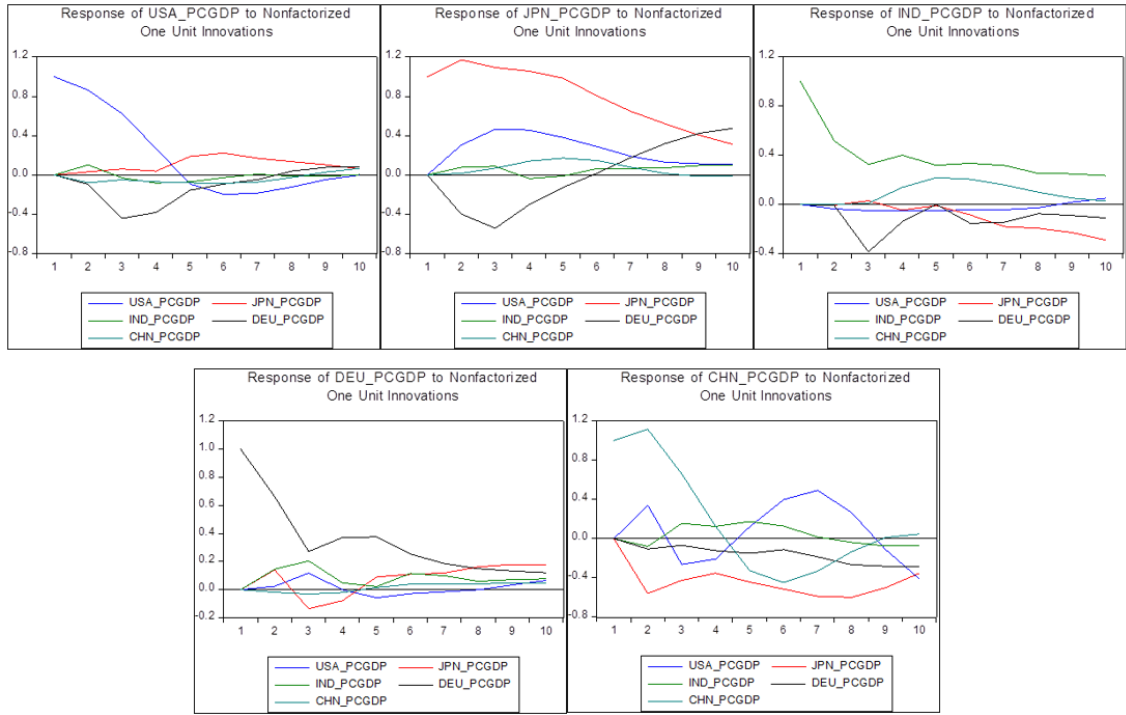 Response of USA_PCGDP to Nonfactorized
One Unit Innovations
1.2
0.8
0.4
0.0
-0.4
-0.8
1 2 3 4 5 6 7 8 9 10
USA_PCGDP JPN_PCGDP
IND_PCGDP DEU_PCGDP
CHN_PCGDP
Response of JPN_PCGDP to Nonfactorized
One Unit Innovations
1.2
0.8
0.4
0.0
-0.4
-0.8
1 2 3 4 5 6 7 8 9 10
USA_PCGDP JPN_PCGDP
IND_PCGDP DEU_PCGDP
CHN_PCGDP
Response of IND_PCGDP to Nonfactorized
One Unit Innovations
1.2
0.8
0.4
0.0
-0.4
1 2 3 4 5 6 7 8 9 10
USA_PCGDP JPN_PCGDP
IND_PCGDP DEU_PCGDP
CHN_PCGDP
Response of DEU_PCGDP to Nonfactorized
One Unit Innovations
1.2
1.0
0.8
0.6
0.4
0.2
0.0
-0.2
1 2 3 4 5 6 7 8 9 10
USA_PCGDP JPN_PCGDP
IND_PCGDP DEU_PCGDP
CHN_PCGDP
Response of CHN_PCGDP to Nonfactorized
One Unit Innovations
1.2
0.8
0.4
0.0
-0.4
-0.8
1 2 3 4 5 6 7 8 9 10
USA_PCGDP JPN_PCGDP
IND_PCGDP DEU_PCGDP
CHN_PCGDP